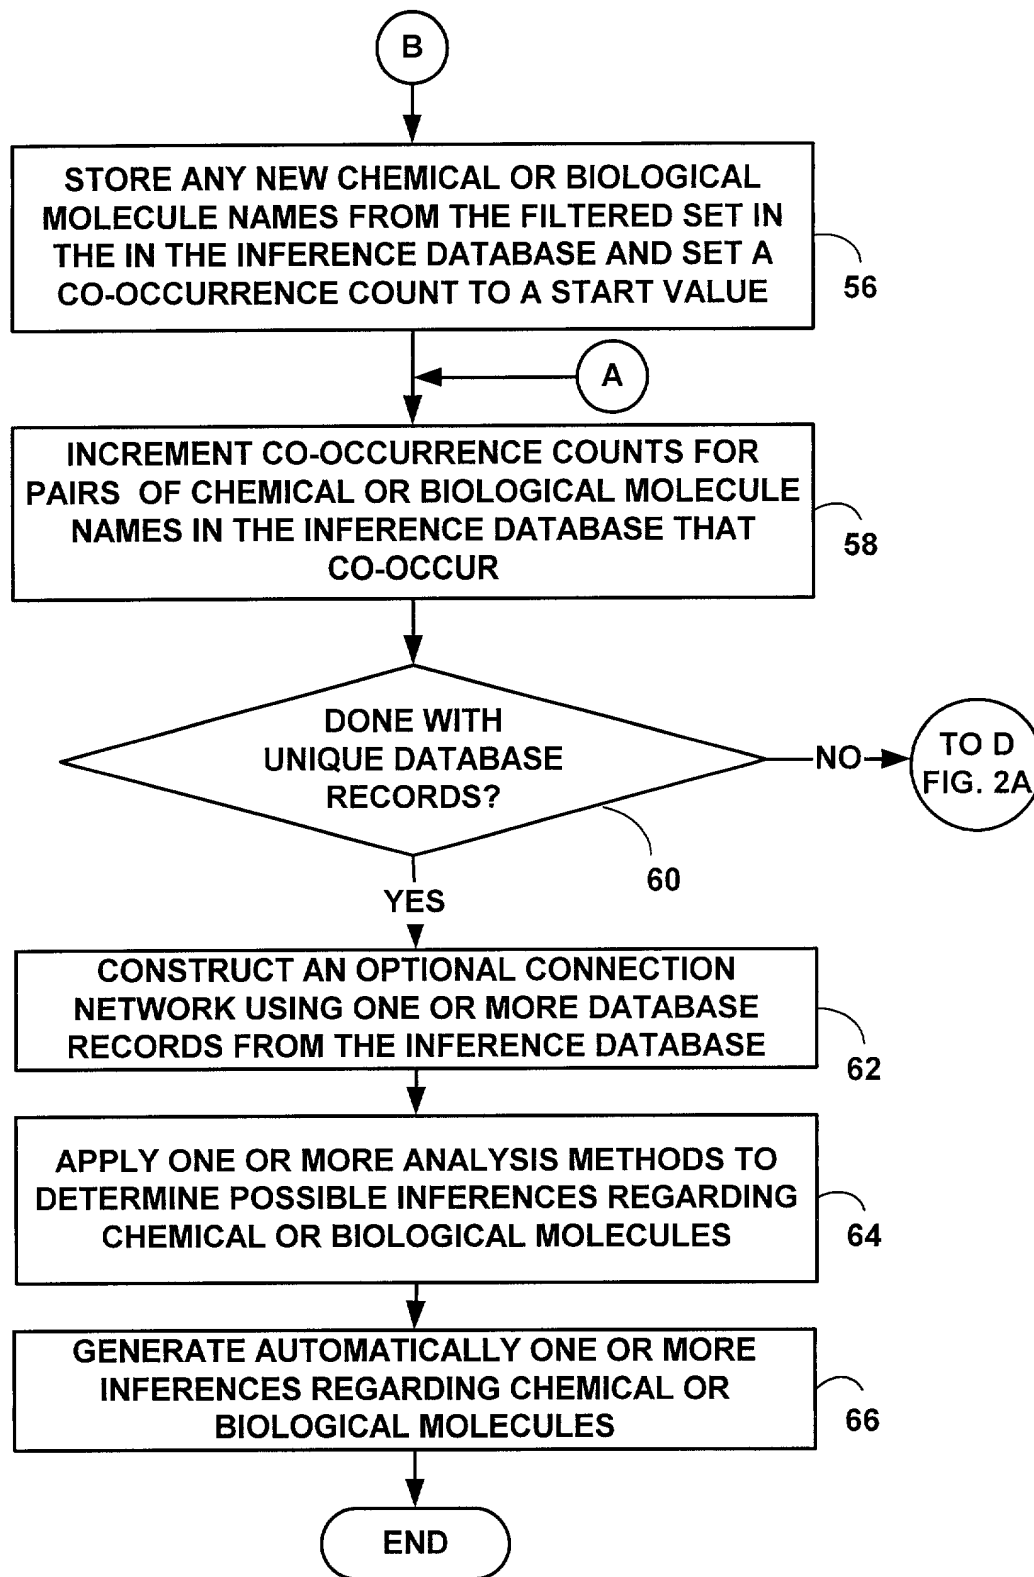 B
STORE ANY NEW CHEMICAL OR BIOLOGICAL
MOLECULE NAMES FROM THE FILTERED SET IN
THE IN THE INFERENCE DATABASE AND SET A
CO-OCCURRENCE COUNT TO A START VALUE
56
A
INCREMENT CO-OCCURRENCE COUNTS FOR
PAIRS OF CHEMICAL OR BIOLOGICAL MOLECULE
NAMES IN THE INFERENCE DATABASE THAT
CO-OCCUR
58
DONE WITH
UNIQUE DATABASE
RECORDS?
NO
TO D
FIG. 2A
60
YES
CONSTRUCT AN OPTIONAL CONNECTION
NETWORK USING ONE OR MORE DATABASE
RECORDS FROM THE INFERENCE DATABASE
62
APPLY ONE OR MORE ANALYSIS METHODS TO
DETERMINE POSSIBLE INFERENCES REGARDING
CHEMICAL OR BIOLOGICAL MOLECULES
64
GENERATE AUTOMATICALLY ONE OR MORE
INFERENCES REGARDING CHEMICAL OR
BIOLOGICAL MOLECULES
66
END